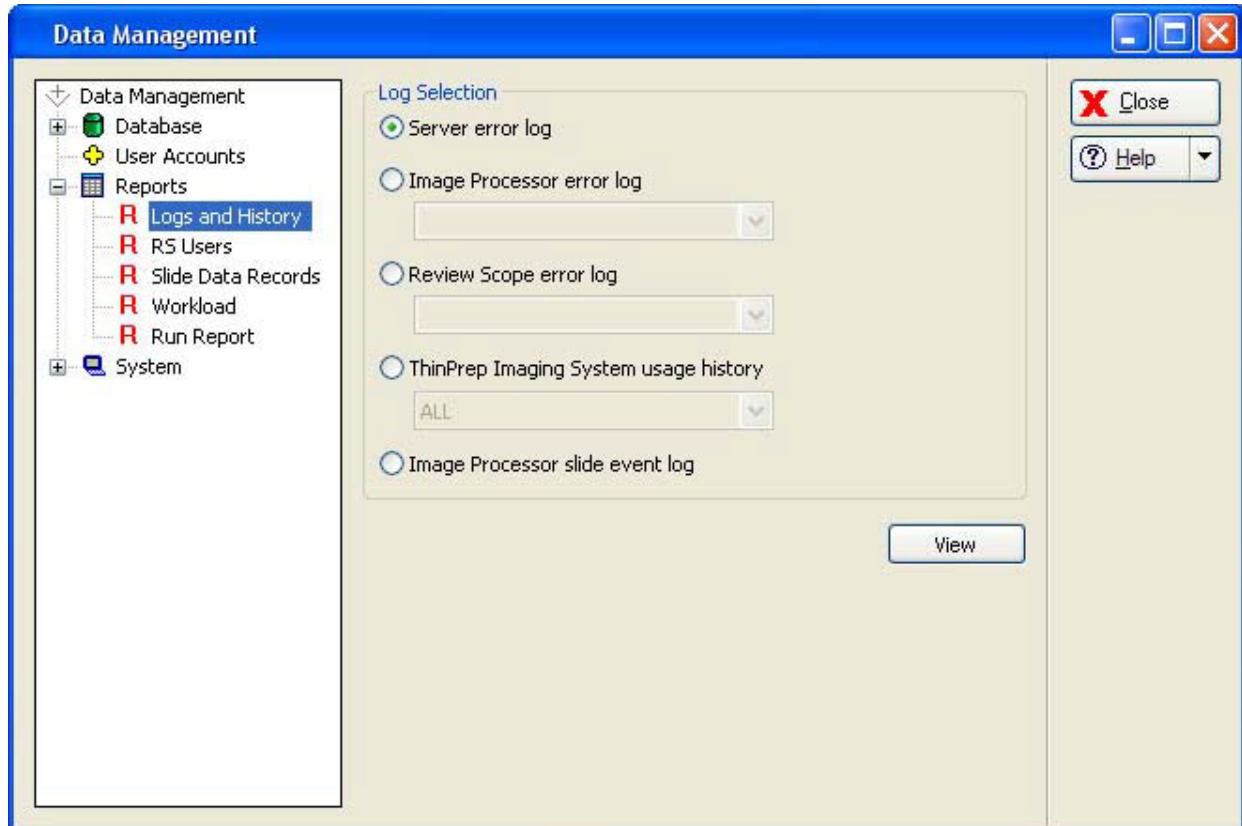 Data Management
Data Management
Database
User Accounts
Reports
R Logs and History
R RS Users
R Slide Data Records
R Workload
R Run Report
System
Log Selection
Server error log
Image Processor error log
Review Scope error log
ThinPrep Imaging System usage history
ALL
Image Processor slide event log
View
X Close
? Help